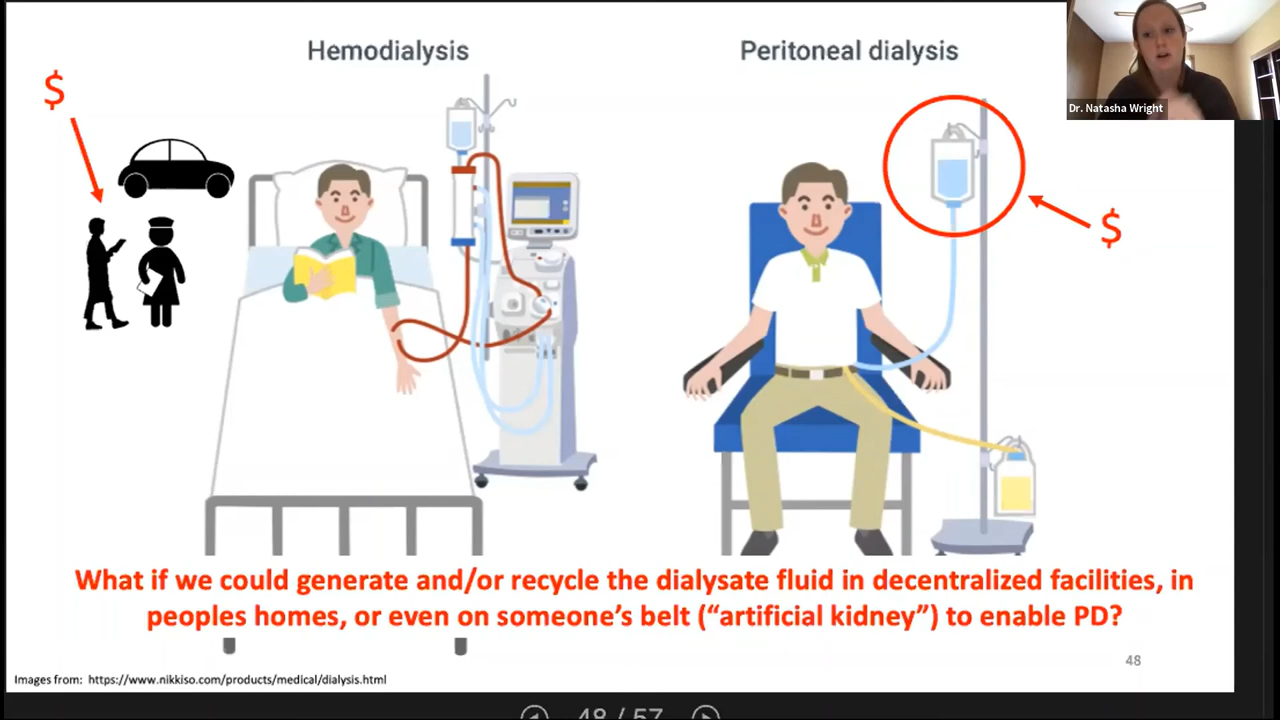 Hemodialysis
Peritoneal dialysis
$
Dr. Natasha Wright
$
What if we could generate and/or recycle the dialysate fluid in decentralized facilities, in
peoples homes, or even on someone’s belt (“artificial kidney”) to enable PD?
48
Images from: https://www.nikkiso.com/products/medical/dialysis.html
48 / 57